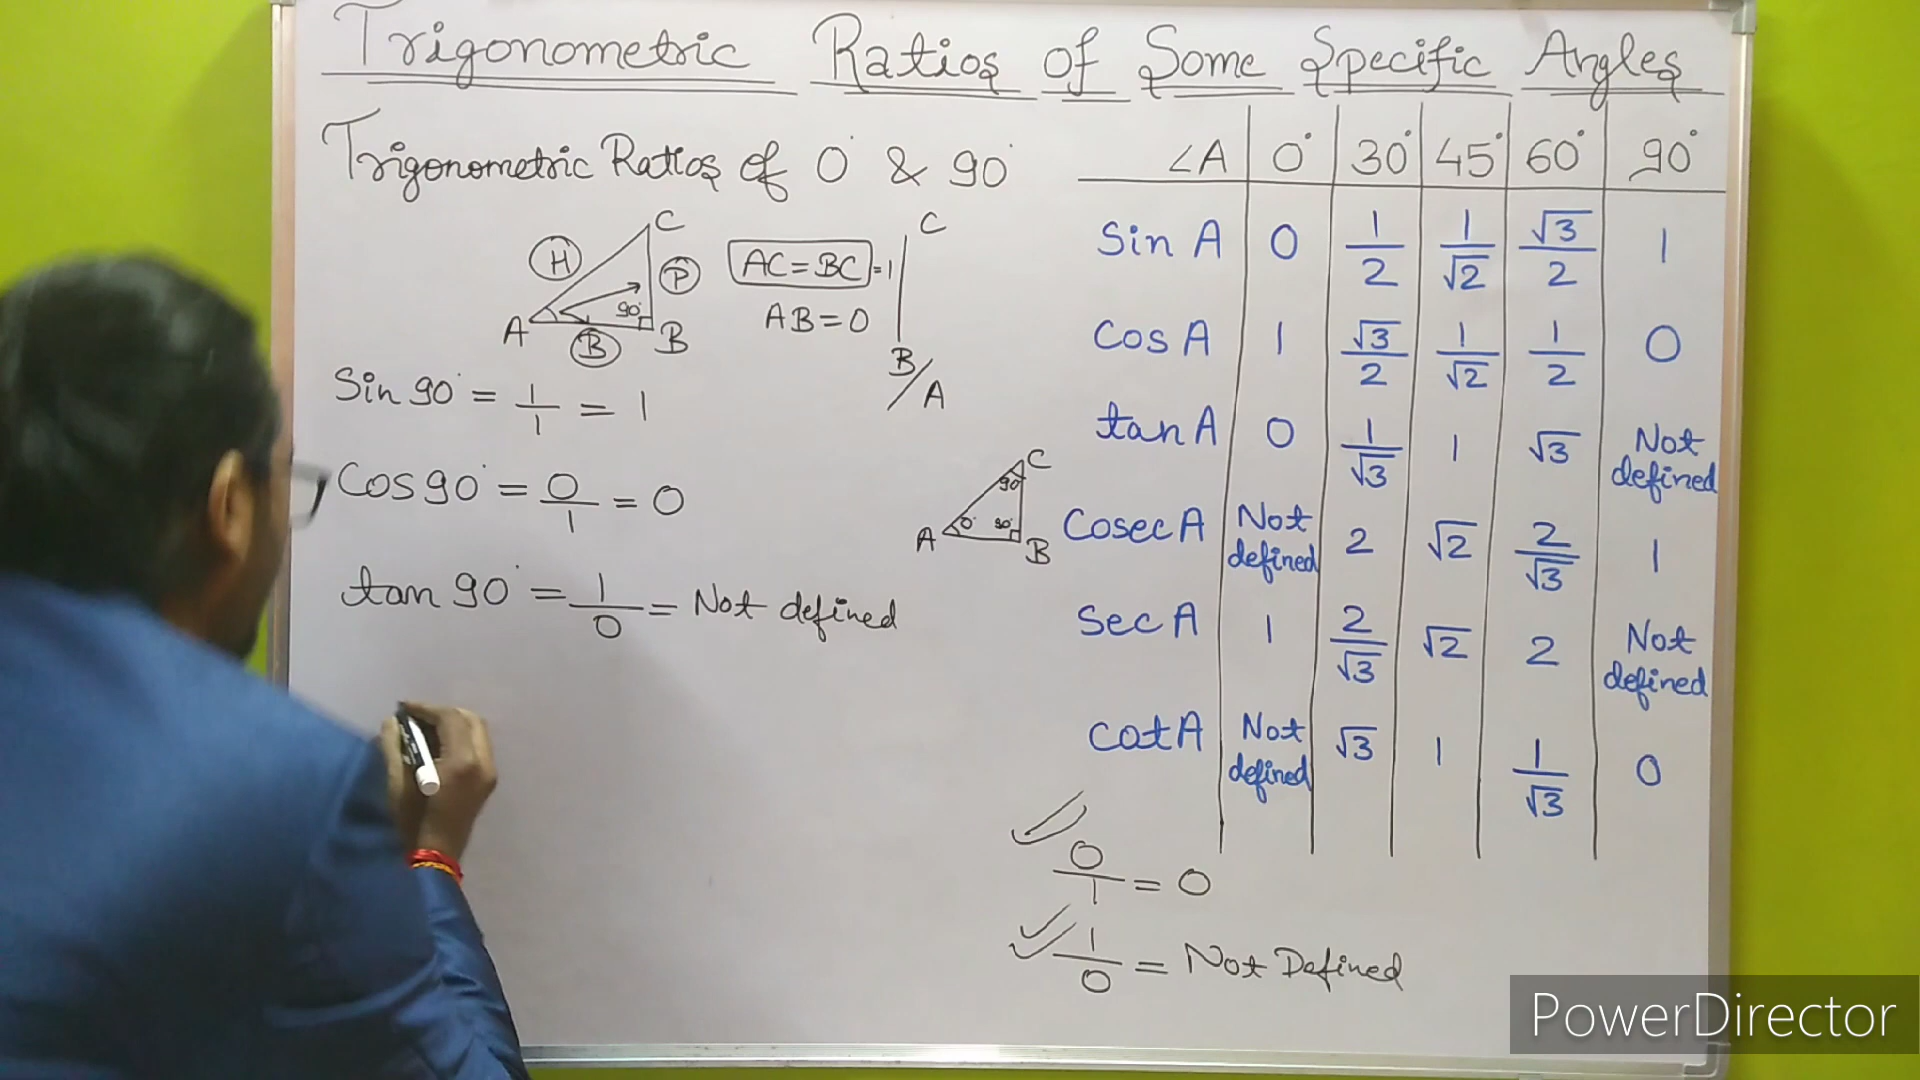 Trigonometric Ratios of Some Specific Angles
Trigonometric Ratios of 0° & 90°
C
H
P
90°
A
B
B
AC=BC =1
AB=0
C
B/A
Sin 90° = 1/1 = 1
Cos 90° = 0/1 = 0
tan 90° = 1/0 = Not defined
C
90°
0°
90°
A
B
∠A 0° 30° 45° 60° 90°
Sin A 0 1/2 1/√2 √3/2 1
Cos A 1 √3/2 1/√2 1/2 0
tan A 0 1/√3 1 √3 Not defined
Cosec A Not defined 2 √2 2/√3 1
Sec A 1 2/√3 √2 2 Not defined
Cot A Not defined √3 1 1/√3 0
0/1 = 0
1/0 = Not Defined
PowerDirector